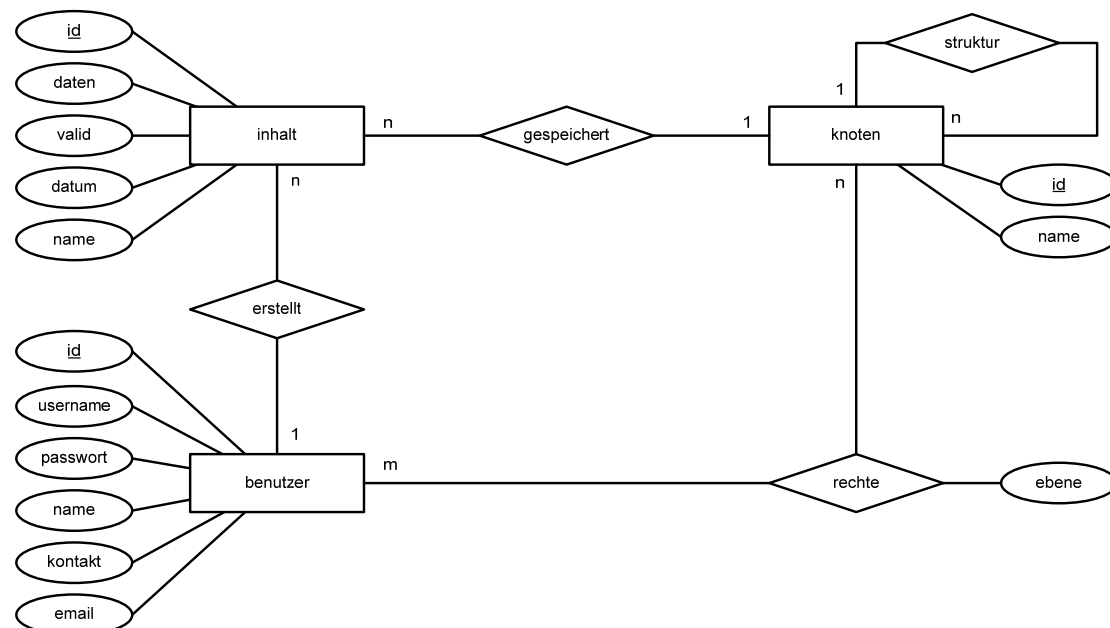 id
struktur
daten
1
n
1
n
valid
inhalt
gespeichert
knoten
n
n
datum
id
name
name
erstellt
id
username
1
m
passwort
benutzer
rechte
ebene
name
kontakt
email